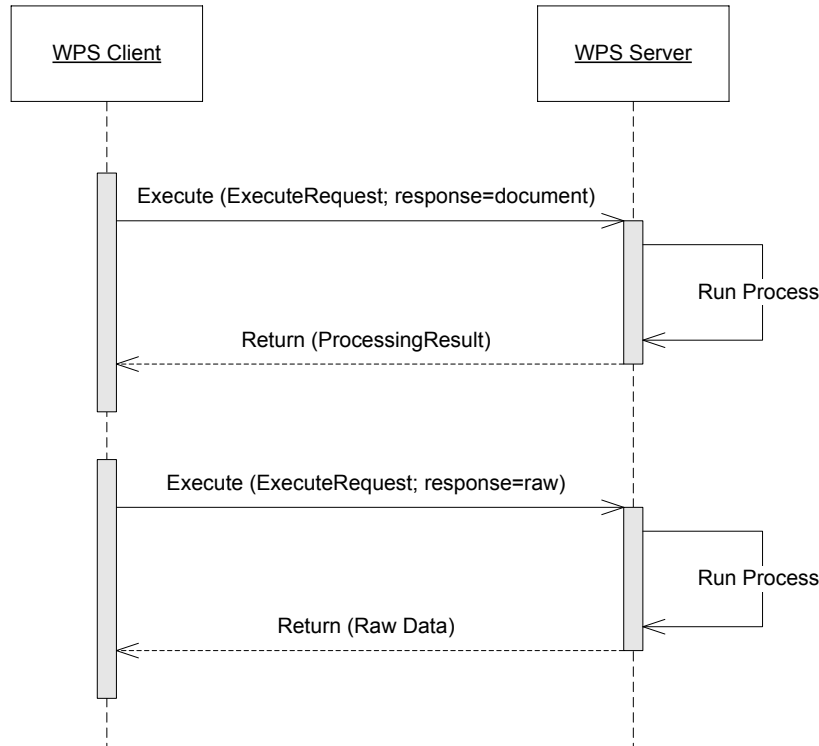 WPS Client
WPS Server
Execute (ExecuteRequest; response=document)
Run Process
Return (ProcessingResult)
Execute (ExecuteRequest; response=raw)
Run Process
Return (Raw Data)